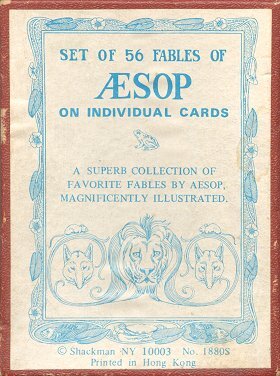 SET OF 56 FABLES OF
ÆSOP
ON INDIVIDUAL CARDS
A SUPERB COLLECTION OF
FAVORITE FABLES BY AESOP,
MAGNIFICENTLY ILLUSTRATED.
© Shackman NY 10003 No. 1880S
Printed in Hong Kong